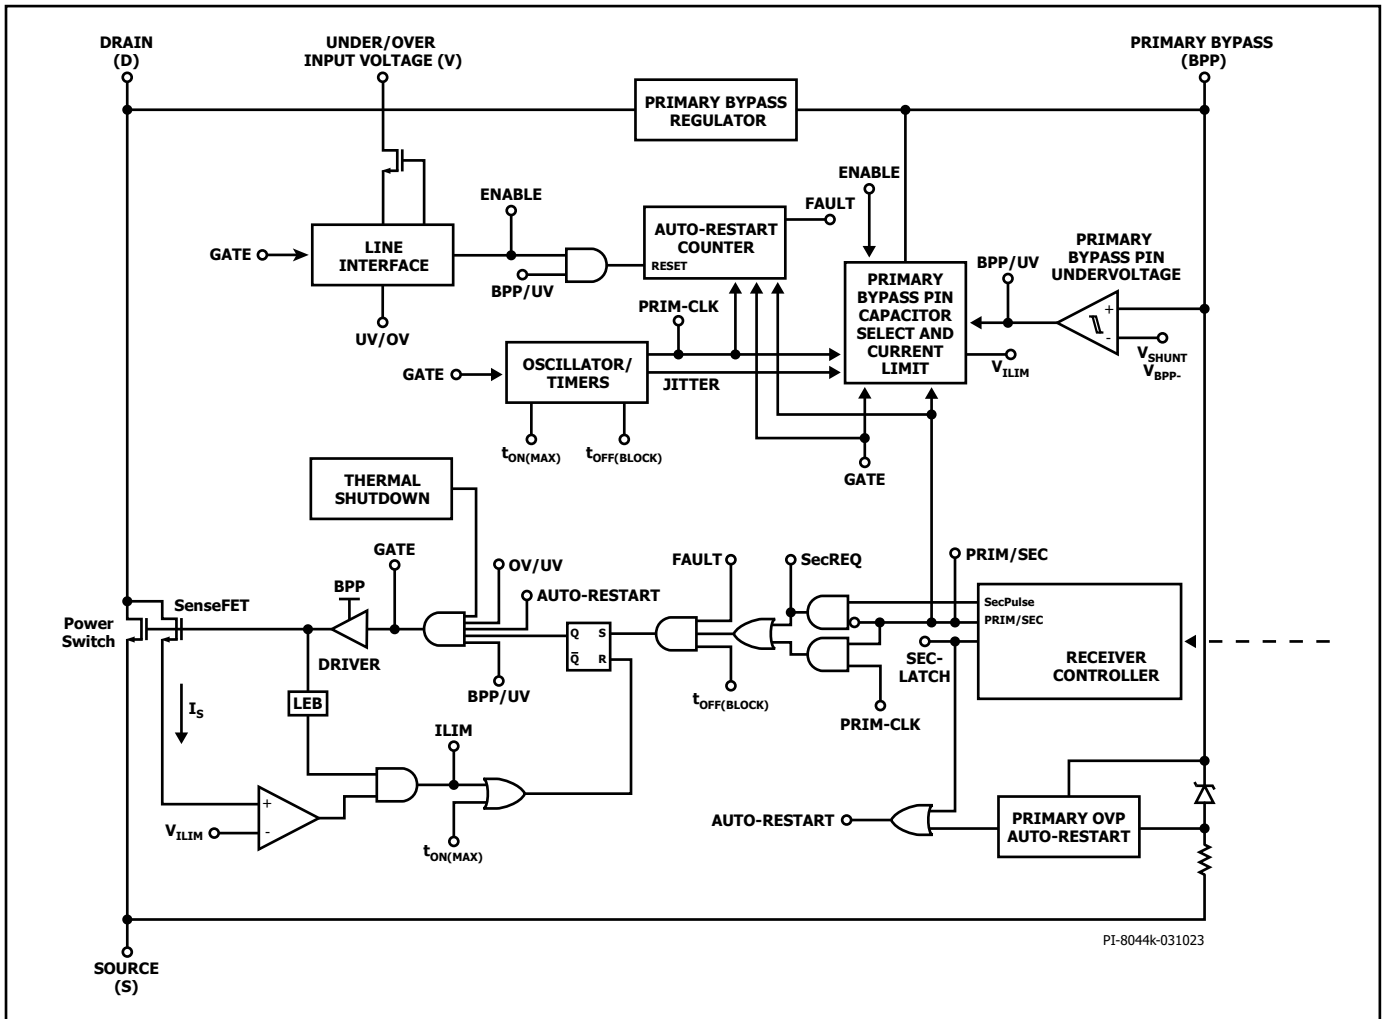 DRAIN
(D)
UNDER/OVER
INPUT VOLTAGE (V)
PRIMARY BYPASS
(BPP)
PRIMARY BYPASS
REGULATOR
ENABLE
ENABLE
FAULT
AUTO-RESTART
COUNTER
RESET
GATE
LINE
INTERFACE
BPP/UV
UV/OV
PRIMARY
BYPASS PIN
UNDERVOLTAGE
BPP/UV
PRIMARY
BYPASS PIN
CAPACITOR
SELECT AND
CURRENT
LIMIT
+
-
VSHUNT
VBPP-
VILIM
PRIM-CLK
GATE
OSCILLATOR/
TIMERS
JITTER
tON(MAX)
tOFF(BLOCK)
GATE
THERMAL
SHUTDOWN
GATE
OV/UV
FAULT
SecREQ
PRIM/SEC
BPP
AUTO-RESTART
SenseFET
Power
Switch
DRIVER
BPP/UV
Q
S
Q̅
R
tOFF(BLOCK)
PRIM-CLK
SecPulse
PRIM/SEC
SEC-
LATCH
RECEIVER
CONTROLLER
LEB
IS
ILIM
+
-
VILIM
tON(MAX)
AUTO-RESTART
PRIMARY OVP
AUTO-RESTART
PI-8044k-031023
SOURCE
(S)